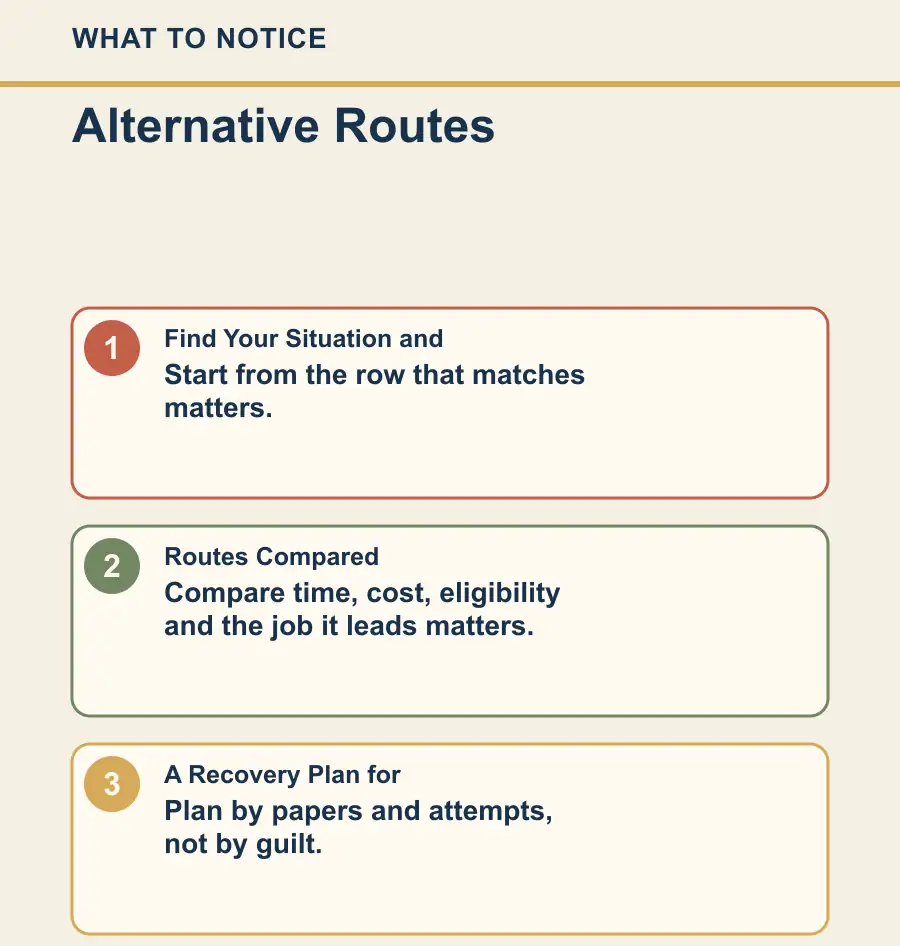 WHAT TO NOTICE
Alternative Routes
1
Find Your Situation and
Start from the row that matches
matters.
2
Routes Compared
Compare time, cost, eligibility
and the job it leads matters.
3
A Recovery Plan for
Plan by papers and attempts,
not by guilt.